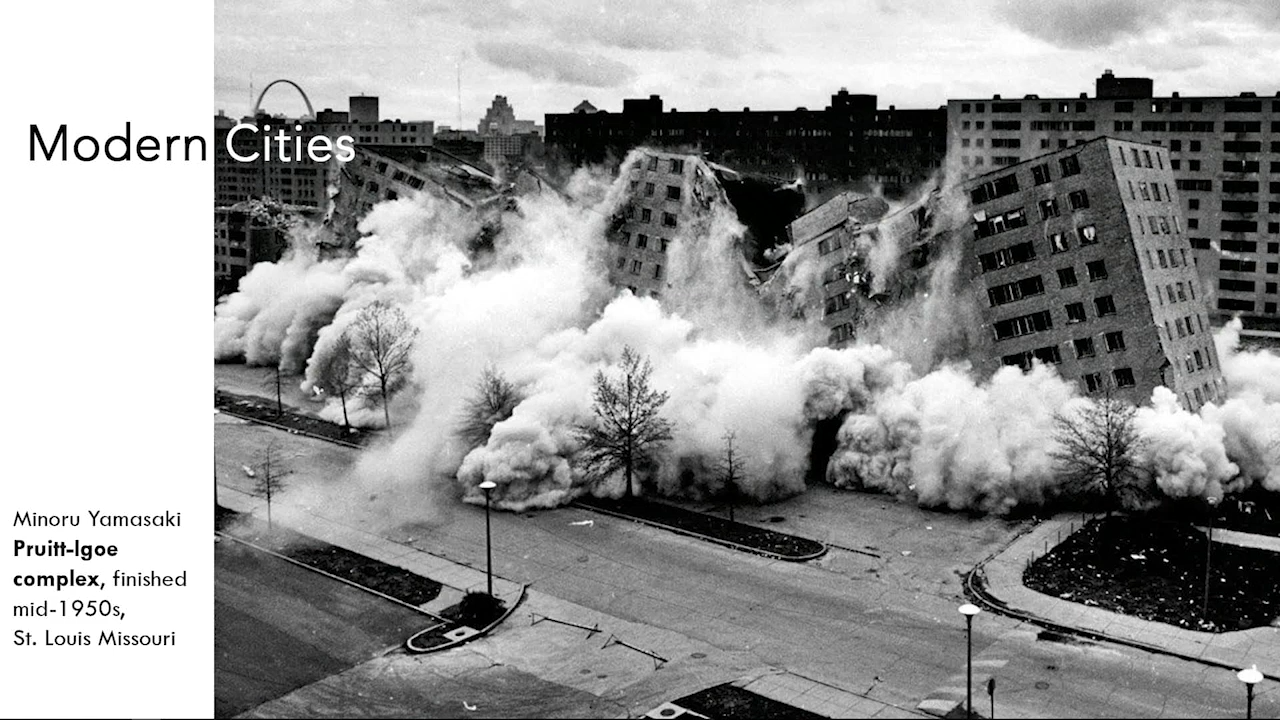 Modern Cities
Minoru Yamasaki
Pruitt-Igoe
complex, finished
mid-1950s,
St. Louis Missouri